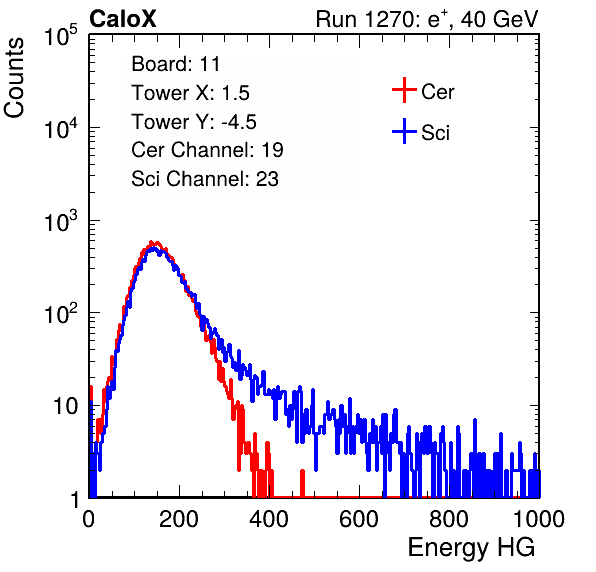 CaloX Run 1270: e⁺, 40 GeV
Counts
Board: 11
Tower X: 1.5
Tower Y: -4.5
Cer Channel: 19
Sci Channel: 23
Cer
Sci
10⁵
10⁴
10³
10²
10
1
0 200 400 600 800 1000
Energy HG